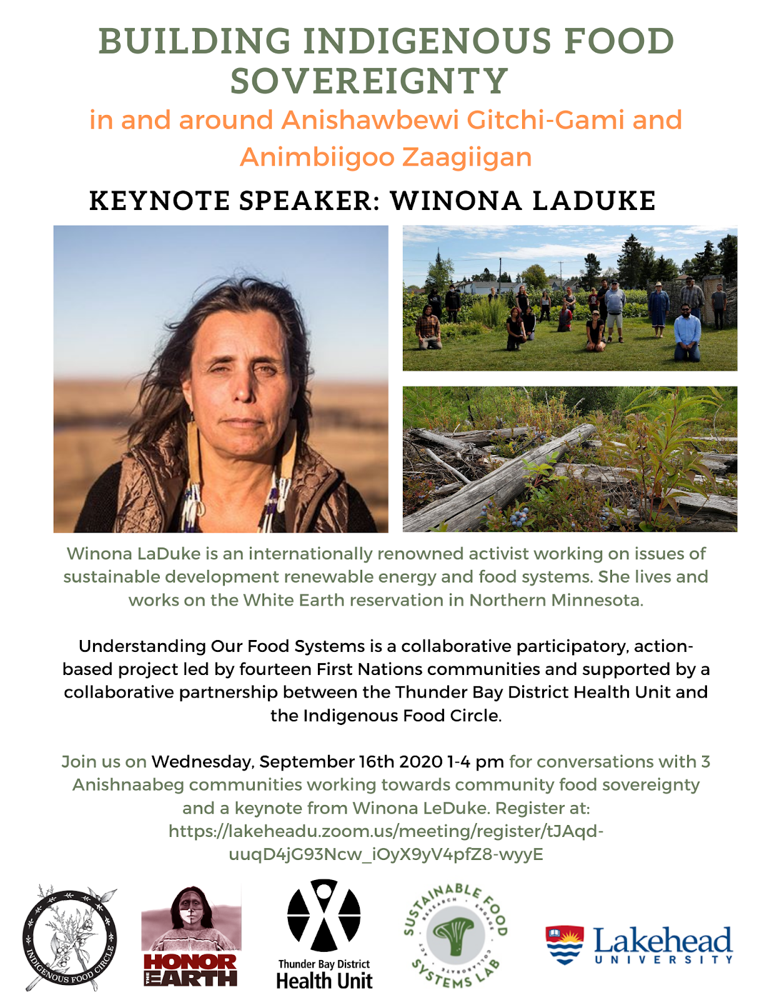 BUILDING INDIGENOUS FOOD
SOVEREIGNTY
in and around Anishawbewi Gitchi-Gami and
Animbiigoo Zaagiigan
KEYNOTE SPEAKER: WINONA LADUKE
Winona LaDuke is an internationally renowned activist working on issues of
sustainable development renewable energy and food systems. She lives and
works on the White Earth reservation in Northern Minnesota.
Understanding Our Food Systems is a collaborative participatory, action-
based project led by fourteen First Nations communities and supported by a
collaborative partnership between the Thunder Bay District Health Unit and
the Indigenous Food Circle.
Join us on Wednesday, September 16th 2020 1-4 pm for conversations with 3
Anishnaabeg communities working towards community food sovereignty
and a keynote from Winona LeDuke. Register at:
https://lakeheadu.zoom.us/meeting/register/tJAqd-
uuqD4jG93Ncw_iOyX9yV4pfZ8-wyyE
INDIGENOUS FOOD CIRCLE
HONOR
THE EARTH
Thunder Bay District
Health Unit
SUSTAINABLE FOOD
SYSTEMS LAB
RESEARCH · ENGAGE · COLLABORATE · ACT
Lakehead
UNIVERSITY